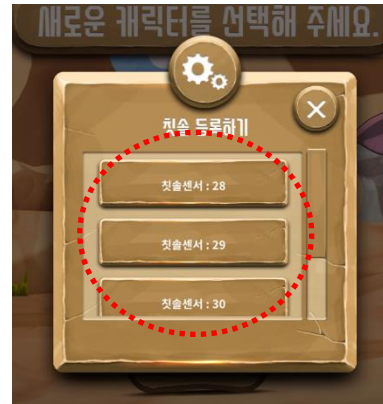 새로운 캐릭터를 선택해 주세요.
칫솔 등록하기
칫솔센서 : 28
칫솔센서 : 29
칫솔센서 : 30